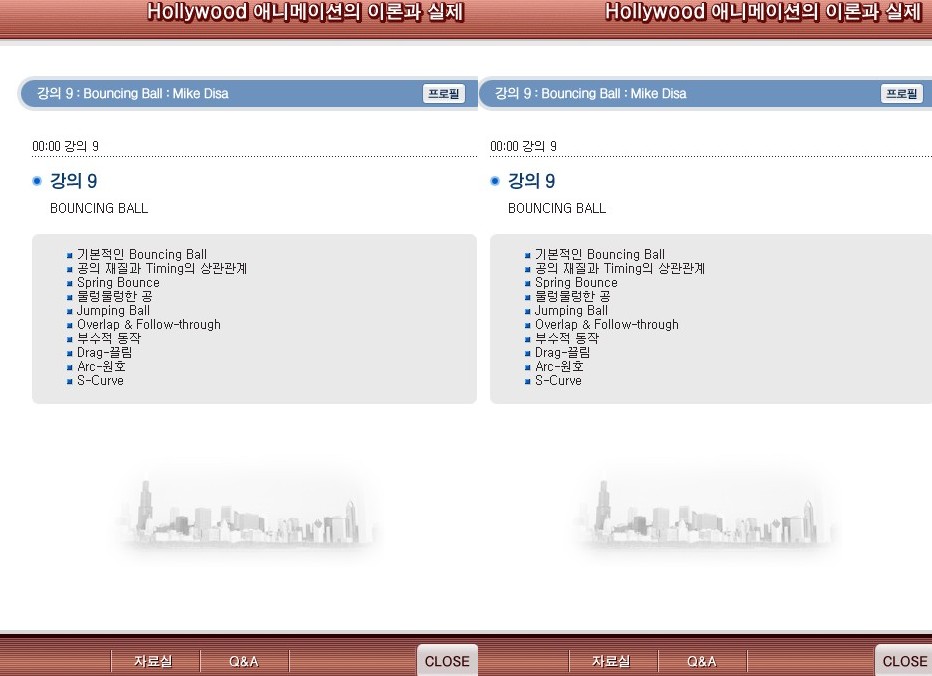 Hollywood 애니메이션의 이론과 실제
강의 9 : Bouncing Ball : Mike Disa
프로필
00:00 강의 9
강의 9
BOUNCING BALL
기본적인 Bouncing Ball
공의 재질과 Timing의 상관관계
Spring Bounce
물렁물렁한 공
Jumping Ball
Overlap & Follow-through
부수적 동작
Drag-끌림
Arc-원호
S-Curve
자료실
Q&A
CLOSE
Hollywood 애니메이션의 이론과 실제
강의 9 : Bouncing Ball : Mike Disa
프로필
00:00 강의 9
강의 9
BOUNCING BALL
기본적인 Bouncing Ball
공의 재질과 Timing의 상관관계
Spring Bounce
물렁물렁한 공
Jumping Ball
Overlap & Follow-through
부수적 동작
Drag-끌림
Arc-원호
S-Curve
자료실
Q&A
CLOSE